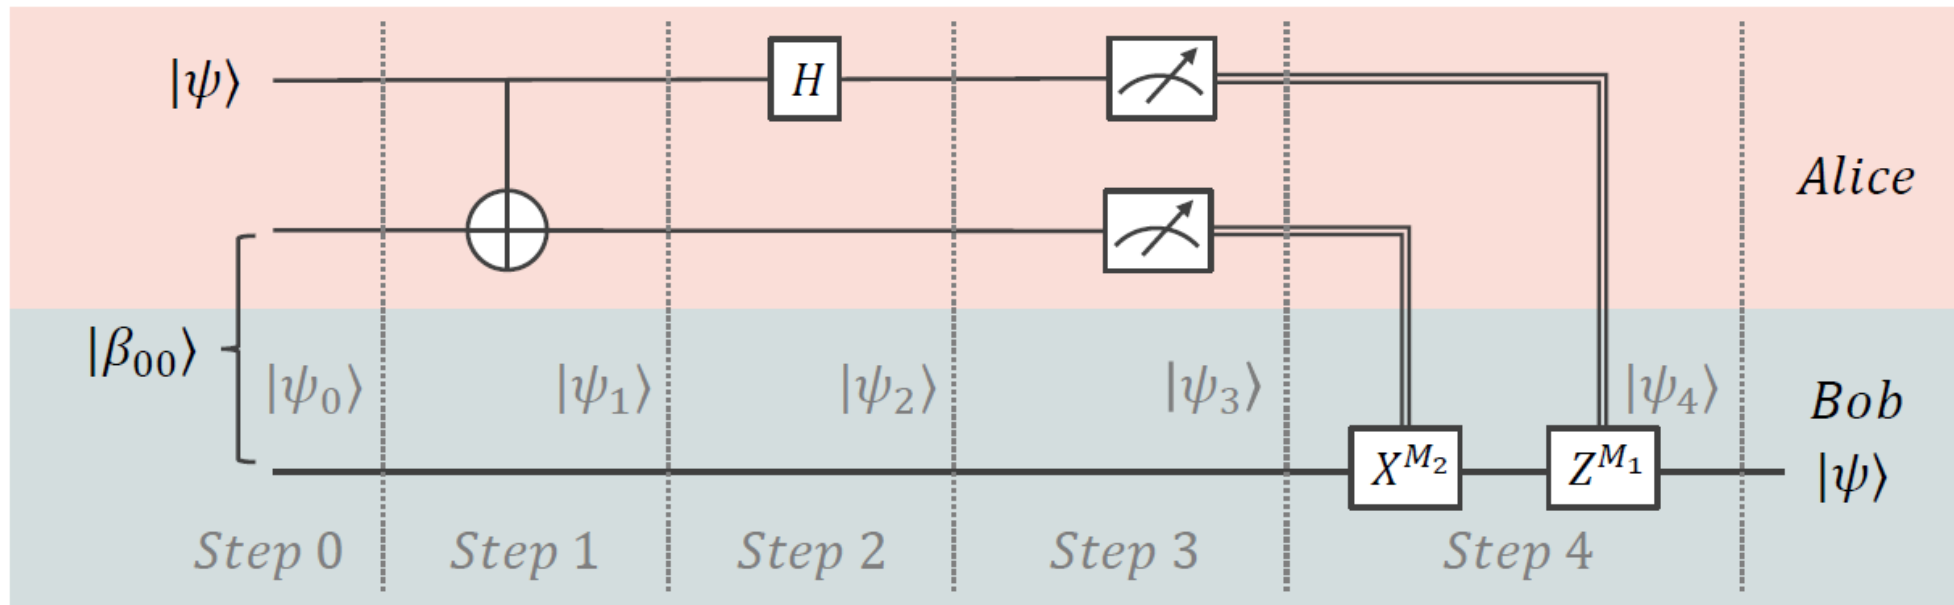 |ψ⟩
H
Alice
|β₀₀⟩
|ψ₀⟩ |ψ₁⟩ |ψ₂⟩ |ψ₃⟩ |ψ₄⟩
Bob
X^{M₂} Z^{M₁} |ψ⟩
Step 0 Step 1 Step 2 Step 3 Step 4